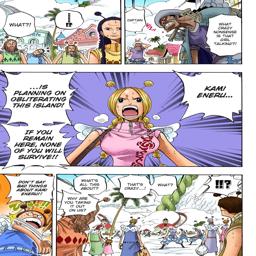 WHAT?!
!?
CAPTAIN
WHAT
CRAZY
NONSENSE
IS THAT
GIRL
TALKING?!
...IS
PLANNING ON
OBLITERATING
THIS ISLAND!
KAMI
ENERU...
IF YOU
REMAIN
HERE, NONE
OF YOU WILL
SURVIVE!!
DON'T SAY
BAD THINGS
ABOUT KAMI
ENERU!!
WHAT'S
ALL THIS
ABOUT?
WHY ARE
YOU TAKING
IT OUT
ON US?
THAT'S
CRAZY...
WHAT?
!!?